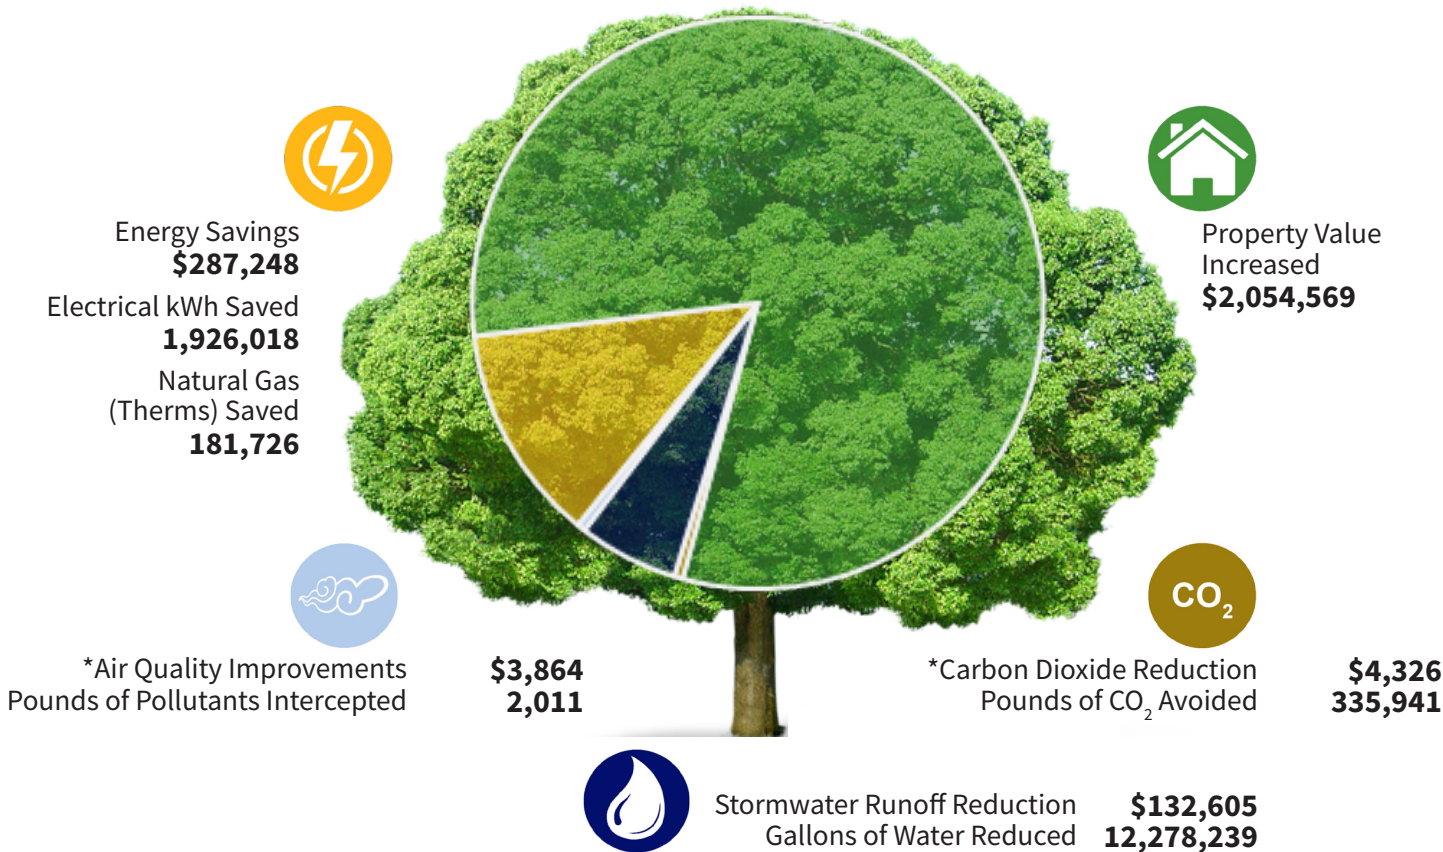 Energy Savings
$287,248
Electrical kWh Saved
1,926,018
Natural Gas
(Therms) Saved
181,726
Property Value
Increased
$2,054,569
*Air Quality Improvements $3,864
Pounds of Pollutants Intercepted 2,011
CO₂
*Carbon Dioxide Reduction $4,326
Pounds of CO₂ Avoided 335,941
Stormwater Runoff Reduction $132,605
Gallons of Water Reduced 12,278,239